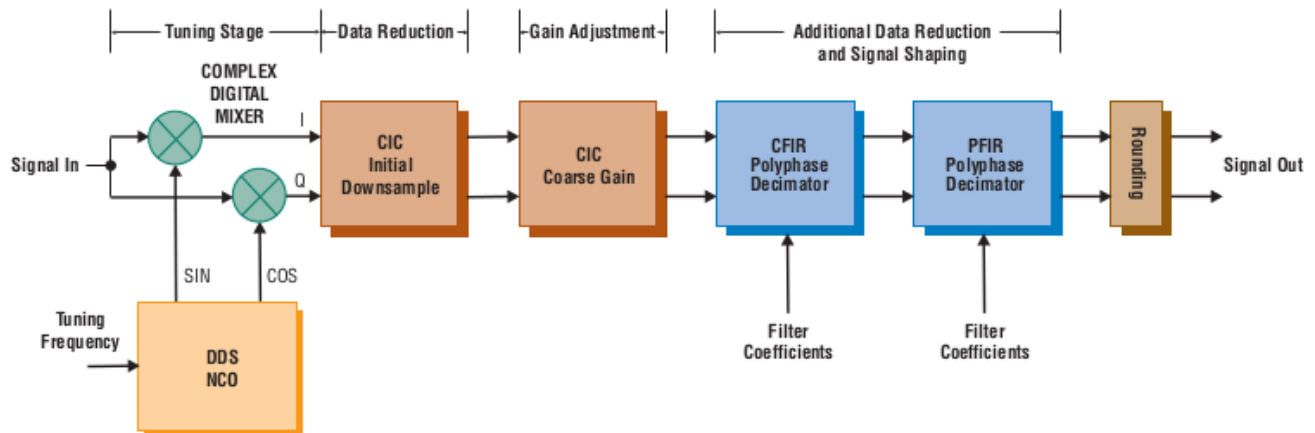 Tuning Stage
Data Reduction
Gain Adjustment
Additional Data Reduction
and Signal Shaping
COMPLEX
DIGITAL
MIXER
I
Q
Signal In
CIC
Initial
Downsample
CIC
Coarse Gain
CFIR
Polyphase
Decimator
PFIR
Polyphase
Decimator
Rounding
Signal Out
SIN
COS
Tuning
Frequency
DDS
NCO
Filter
Coefficients
Filter
Coefficients